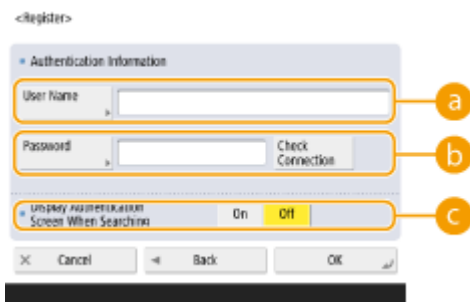 <Register>
Authentication Information
User Name
a
Password
Check
Connection
b
Display Authentication
Screen When Searching
On
Off
c
Cancel
Back
OK